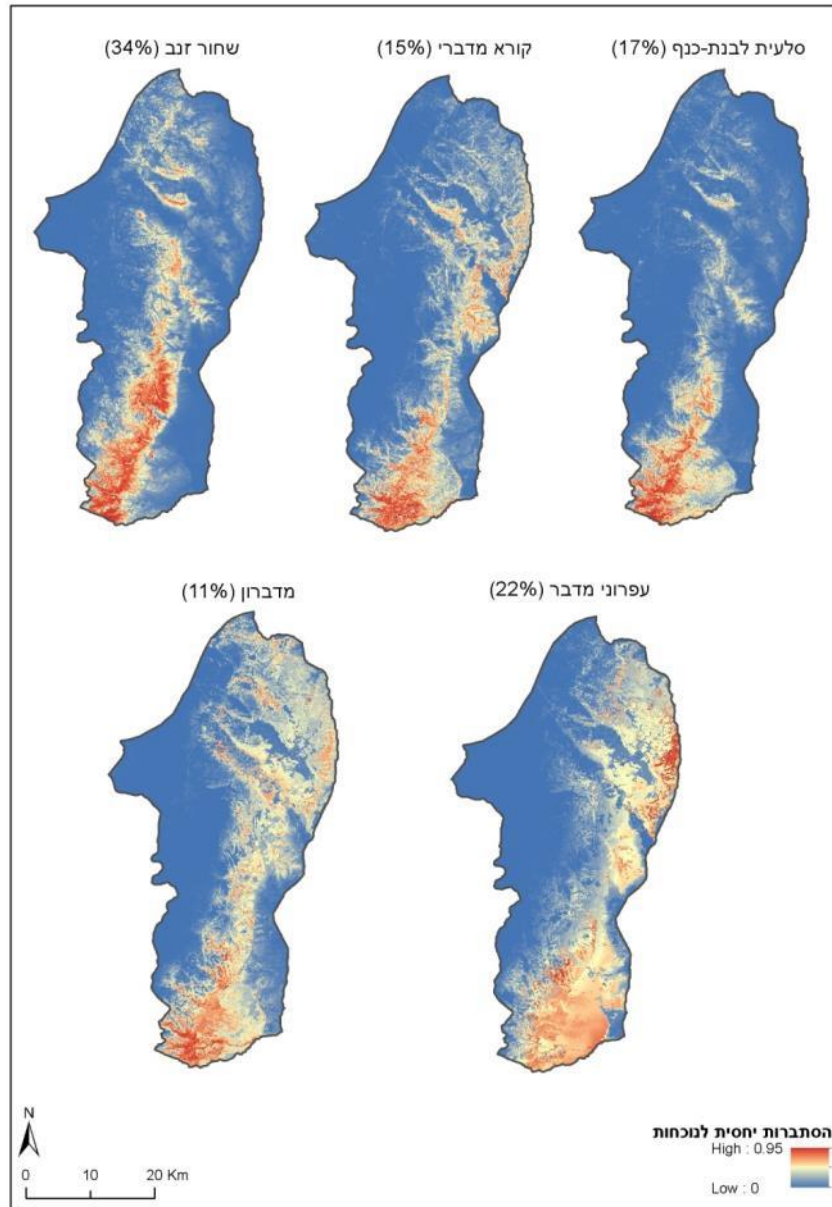 סלעית לבנת-כנף (17%)
קורא מדברי (15%)
שחור זנב (34%)
עפרוני מדבר (22%)
מדברון (11%)
N
0 10 20 Km
הסתברות יחסית לנוכחות
High : 0.95
Low : 0